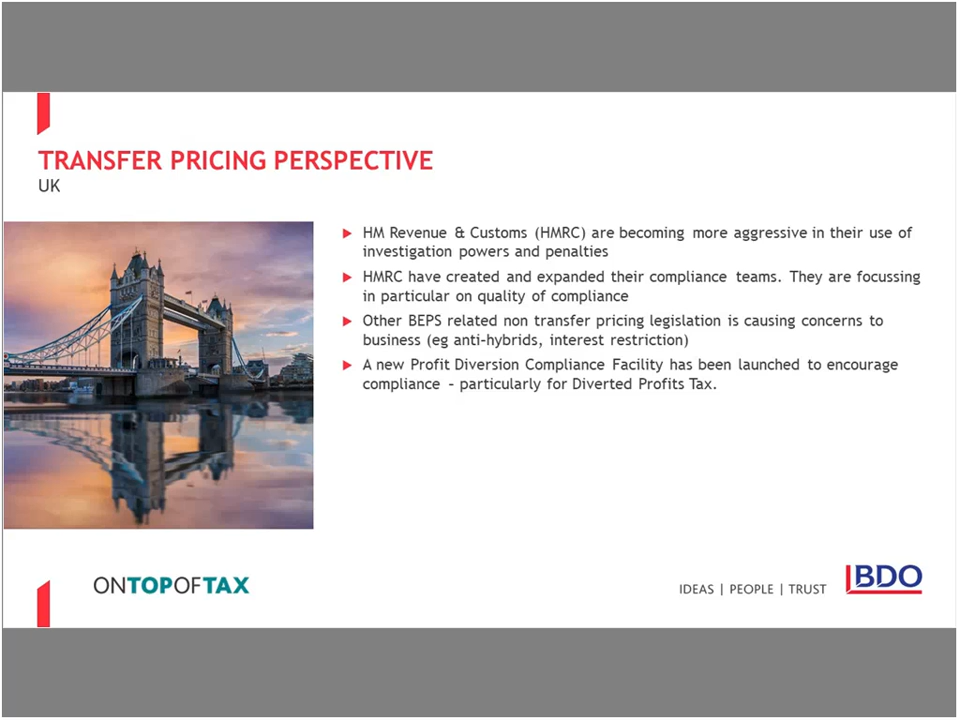 TRANSFER PRICING PERSPECTIVE
UK
HM Revenue & Customs (HMRC) are becoming more aggressive in their use of
investigation powers and penalties
HMRC have created and expanded their compliance teams. They are focussing
in particular on quality of compliance
Other BEPS related non transfer pricing legislation is causing concerns to
business (eg anti-hybrids, interest restriction)
A new Profit Diversion Compliance Facility has been launched to encourage
compliance – particularly for Diverted Profits Tax.
ONTOPOFTAX
IDEAS | PEOPLE | TRUST
BDO